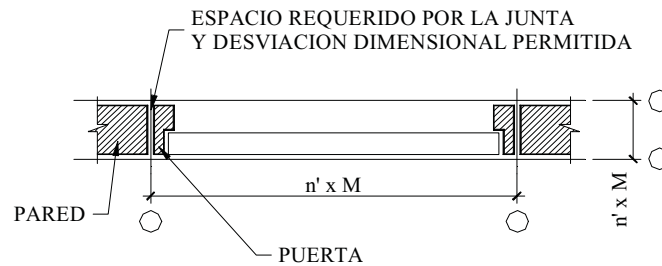 ESPACIO REQUERIDO POR LA JUNTA
Y DESVIACION DIMENSIONAL PERMITIDA
n' x M
n' x M
PARED
PUERTA